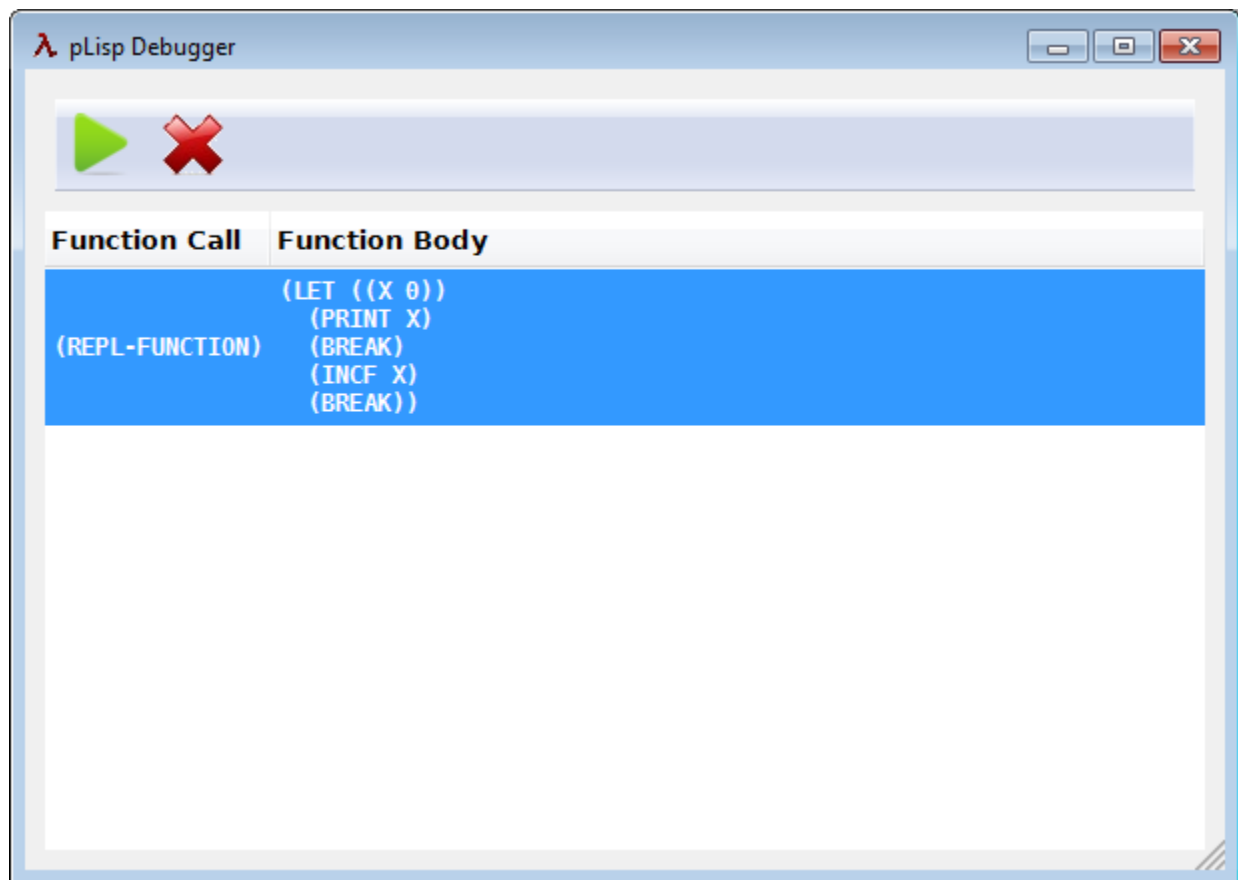 λ pLisp Debugger
Function Call Function Body
(LET ((X 0))
(PRINT X)
(REPL-FUNCTION) (BREAK)
(INCF X)
(BREAK))